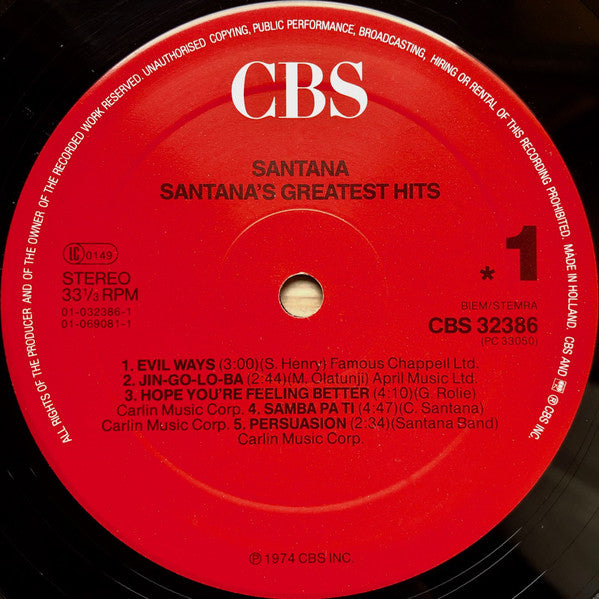 ALL RIGHTS OF THE PRODUCER AND OF THE OWNER OF THE RECORDED WORK RESERVED. UNAUTHORISED COPYING, PUBLIC PERFORMANCE, BROADCASTING, HIRING OR RENTAL OF THIS RECORDING PROHIBITED. MADE IN HOLLAND. CBS AND ® CBS INC.
CBS
SANTANA
SANTANA'S GREATEST HITS
LC 0149
STEREO
33 1/3 RPM
01-032386-1
01-069081-1
* 1
BIEM/STEMRA
CBS 32386
(PC 33050)
1. EVIL WAYS (3:00)(S. Henry) Famous Chappell Ltd.
2. JIN-GO-LO-BA (2:44)(M. Olatunji) April Music Ltd.
3. HOPE YOU'RE FEELING BETTER (4:10)(G. Rolie)
Carlin Music Corp. 4. SAMBA PA TI (4:47)(C. Santana)
Carlin Music Corp. 5. PERSUASION (2:34)(Santana Band)
Carlin Music Corp.
℗ 1974 CBS INC.